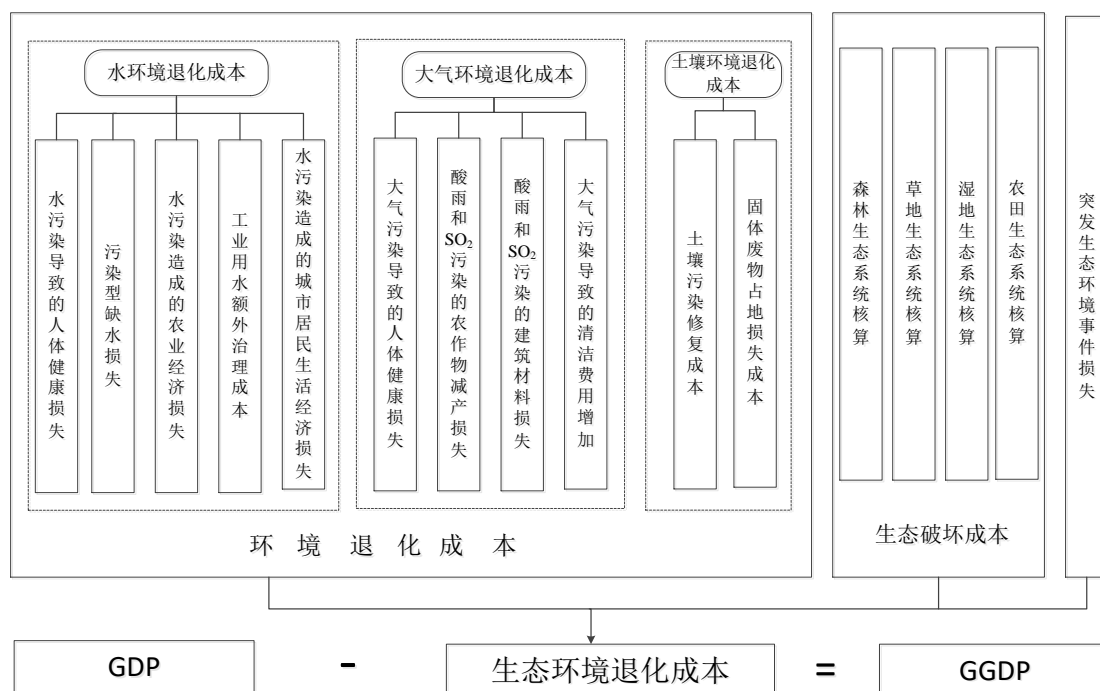 水环境退化成本
大气环境退化成本
土壤环境退化
成本
水污染导致的人体健康损失
污染型缺水损失
水污染造成的农业经济损失
工业用水额外治理成本
水污染造成的城市居民生活经济损失
大气污染导致的人体健康损失
酸雨和SO₂污染的农作物减产损失
酸雨和SO₂污染的建筑材料损失
大气污染导致的清洁费用增加
土壤污染修复成本
固体废物占地损失成本
森林生态系统核算
草地生态系统核算
湿地生态系统核算
农田生态系统核算
突发生态环境事件损失
环境退化成本
生态破坏成本
GDP - 生态环境退化成本 = GGDP